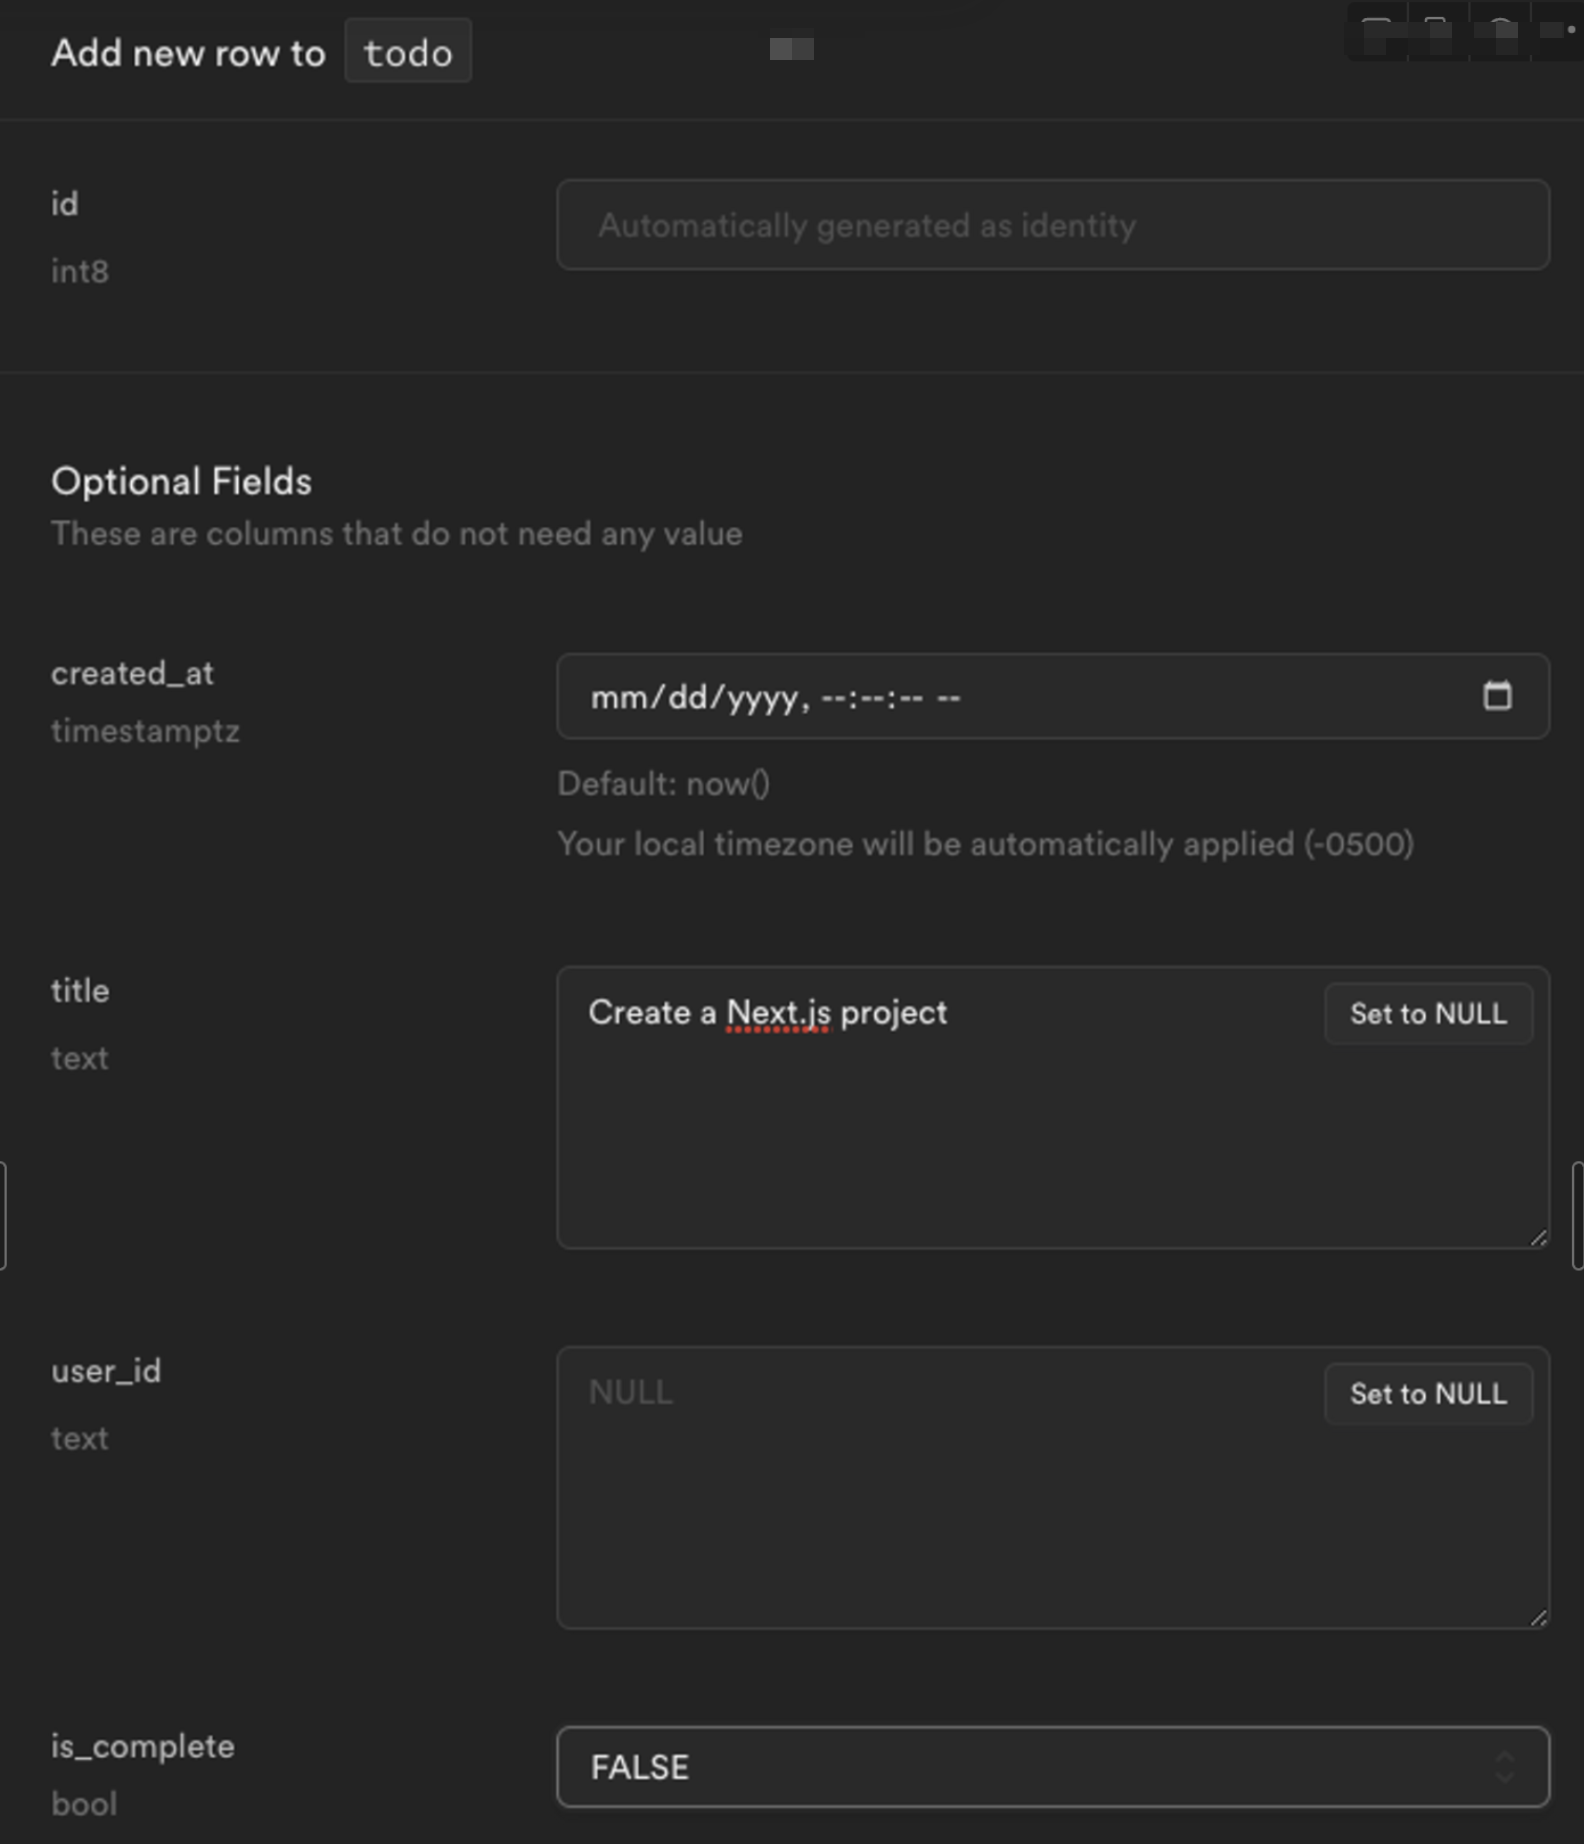 Add new row to todo
id
Automatically generated as identity
int8
Optional Fields
These are columns that do not need any value
created_at
mm/dd/yyyy, --:--:-- --
timestamptz
Default: now()
Your local timezone will be automatically applied (-0500)
title
Create a Next.js project
Set to NULL
text
user_id
NULL
Set to NULL
text
is_complete
FALSE
bool